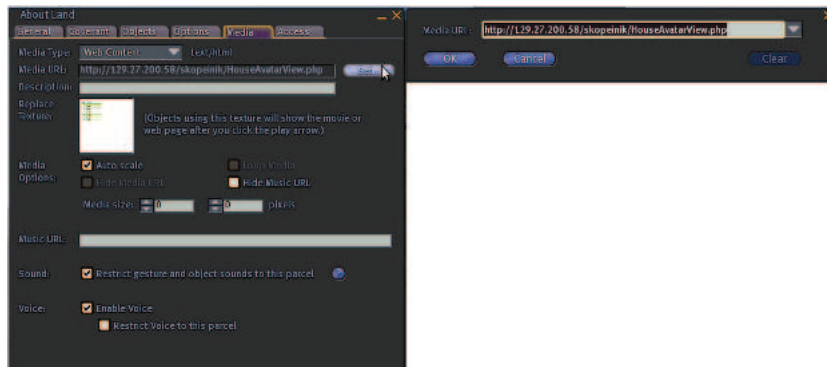 About Land
General Covenant Objects Options Media Access
Media Type: Web Content text/html
Media URL: http://129.27.200.58/skopeinik/HouseAvatarView.php Set
Description:
Replace
Texture:
(Objects using this texture will show the movie or
web page after you click the play arrow.)
Media
Options:
Auto scale Loop Media
Hide Media URL Hide Music URL
Media size: 0 0 pixels
Music URL:
Sound: Restrict gesture and object sounds to this parcel ?
Voice: Enable Voice
Restrict Voice to this parcel
Media URL: http://129.27.200.58/skopeinik/HouseAvatarView.php
OK Cancel Clear